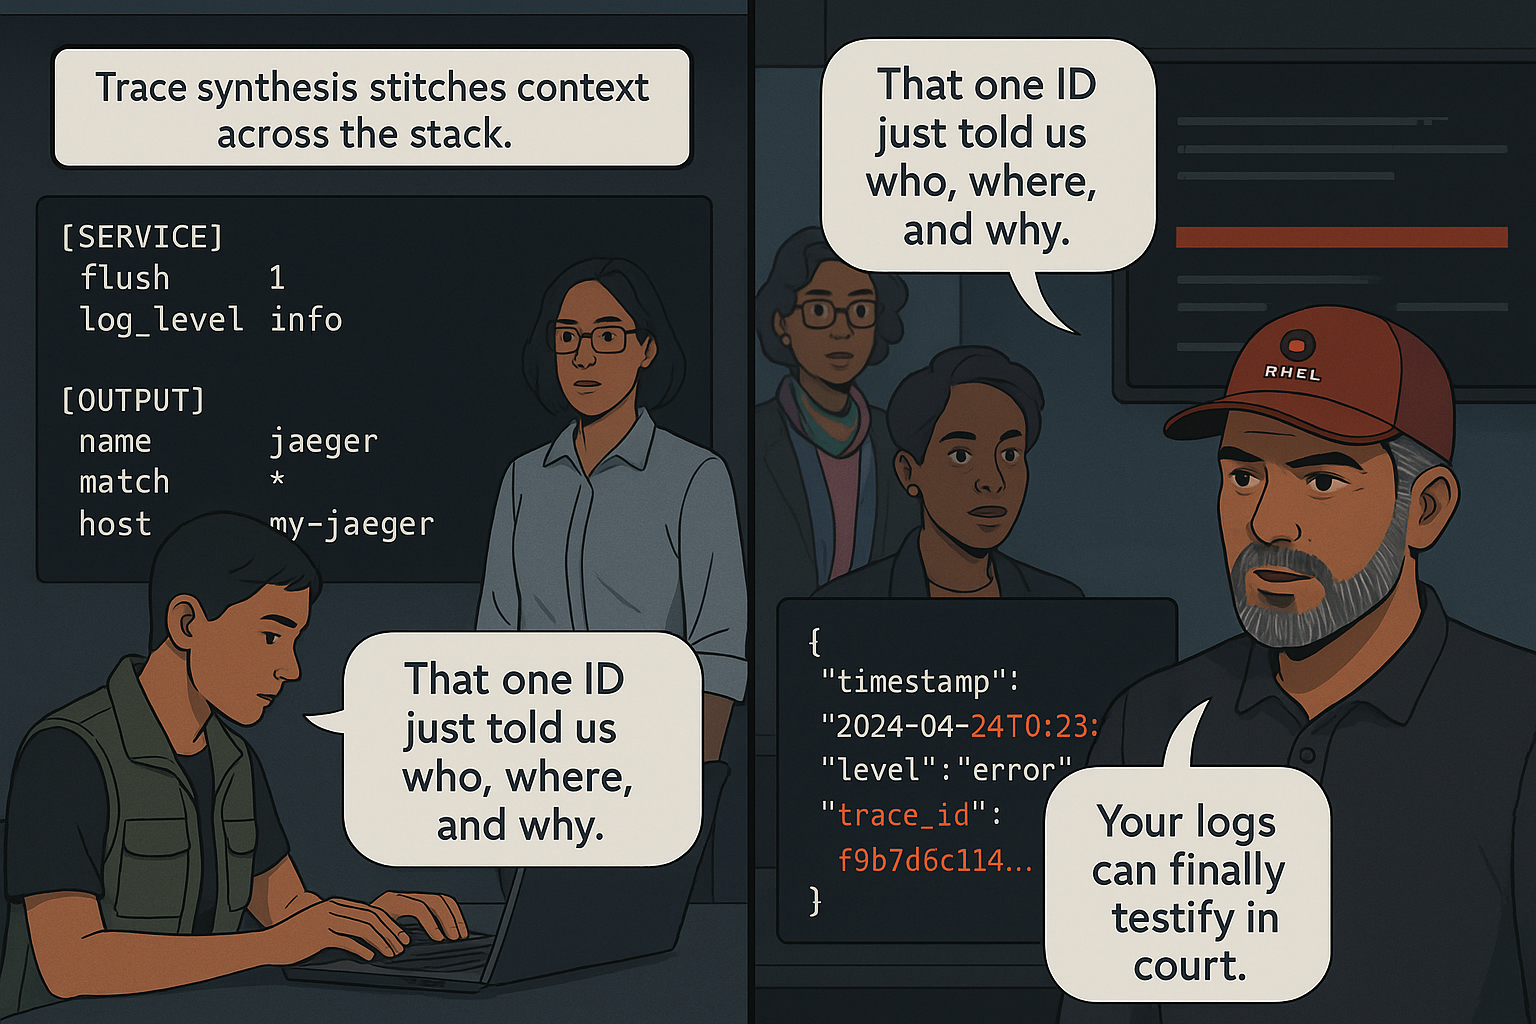 Trace synthesis stitches context
across the stack.
[SERVICE]
flush 1
log_level info
[OUTPUT]
name jaeger
match *
host my-jaeger
That one ID
just told us
who, where,
and why.
That one ID
just told us
who, where,
and why.
RHEL
{
"timestamp":
"2024-04-24T0:23:
"level":"error"
"trace_id":
f9b7d6c114...
}
Your logs
can finally
testify in
court.